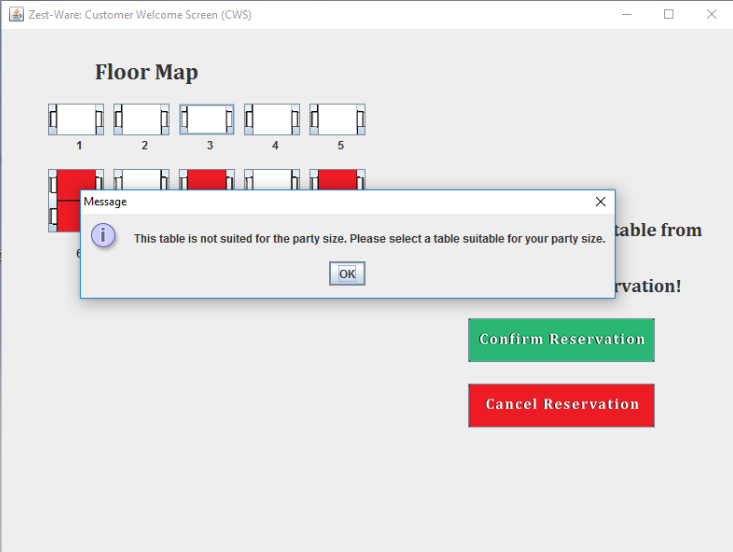 Zest-Ware: Customer Welcome Screen (CWS)
Floor Map
1 2 3 4 5
Message
This table is not suited for the party size. Please select a table suitable for your party size.
OK
table from
Confirm Reservation
Cancel Reservation